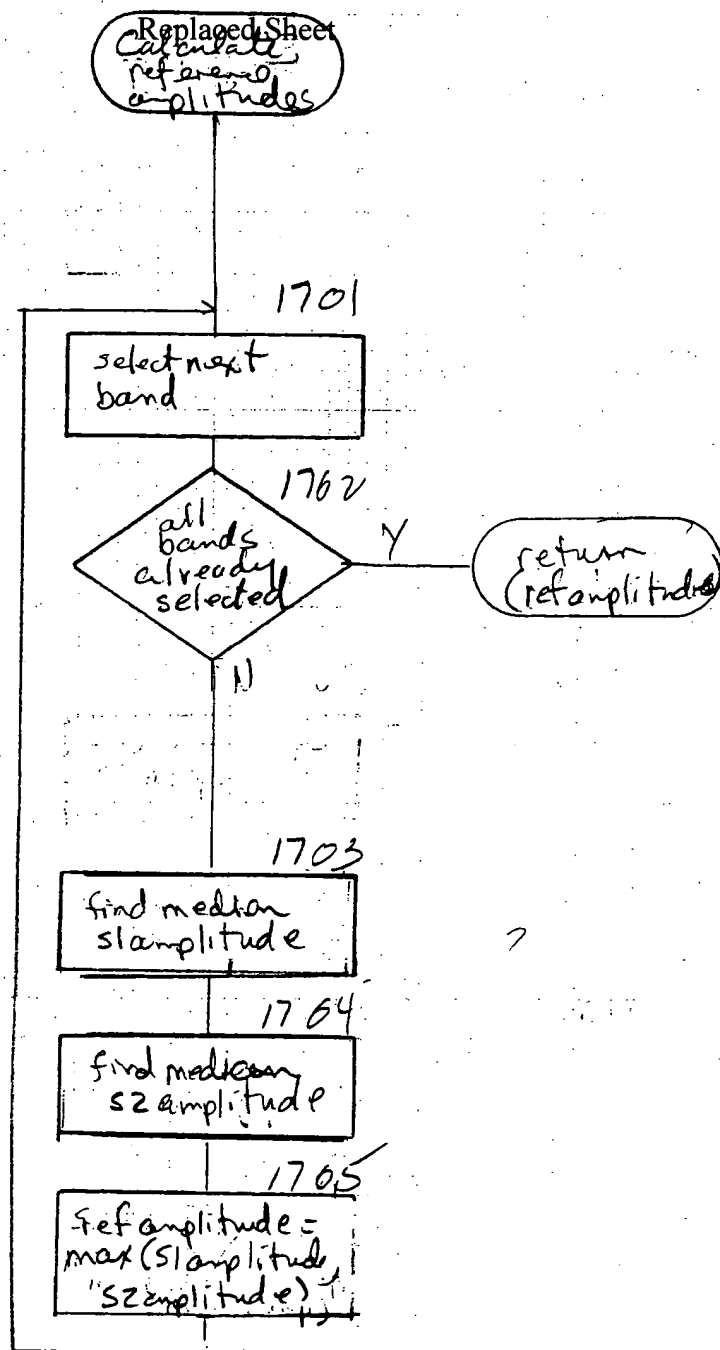 Replaced Sheet
Calculate
reference
amplitudes
1701
select next
band
1702
all
bands
already
selected
Y
return
(refamplitudes)
N
1703
find median
s1amplitude
1704
find median
s2amplitude
1705
refamplitude =
max(s1amplitude,
s2amplitude)